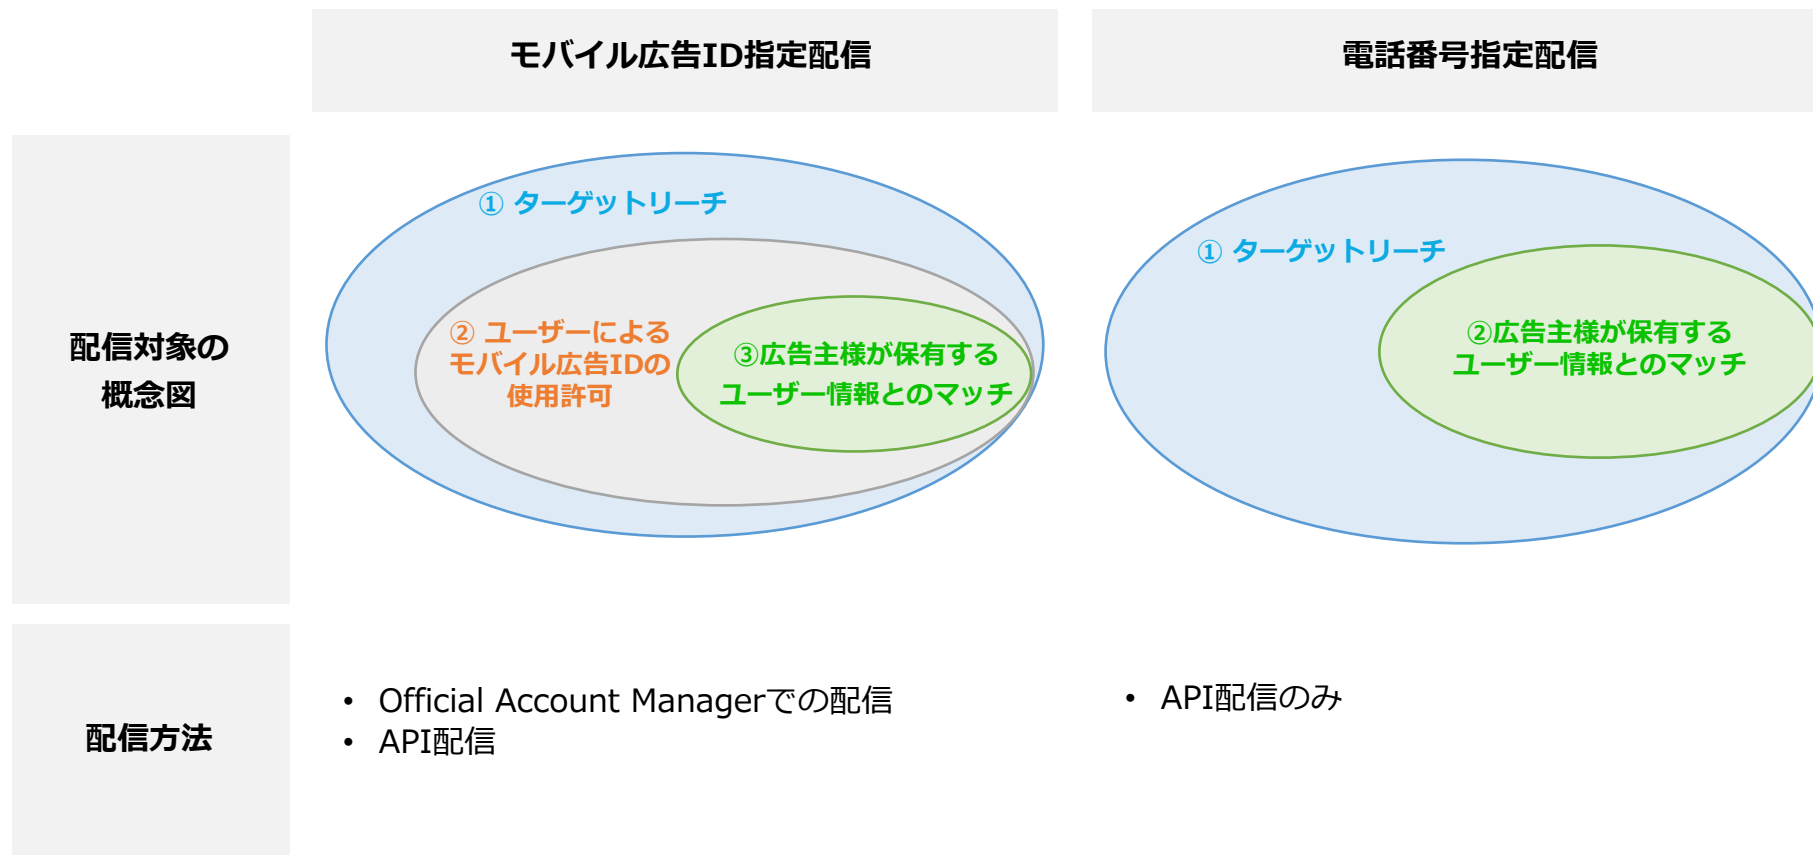 モバイル広告ID指定配信
電話番号指定配信
配信対象の
概念図
① ターゲットリーチ
② ユーザーによる
モバイル広告IDの
使用許可
③広告主様が保有する
ユーザー情報とのマッチ
① ターゲットリーチ
②広告主様が保有する
ユーザー情報とのマッチ
配信方法
• Official Account Managerでの配信
• API配信
• API配信のみ